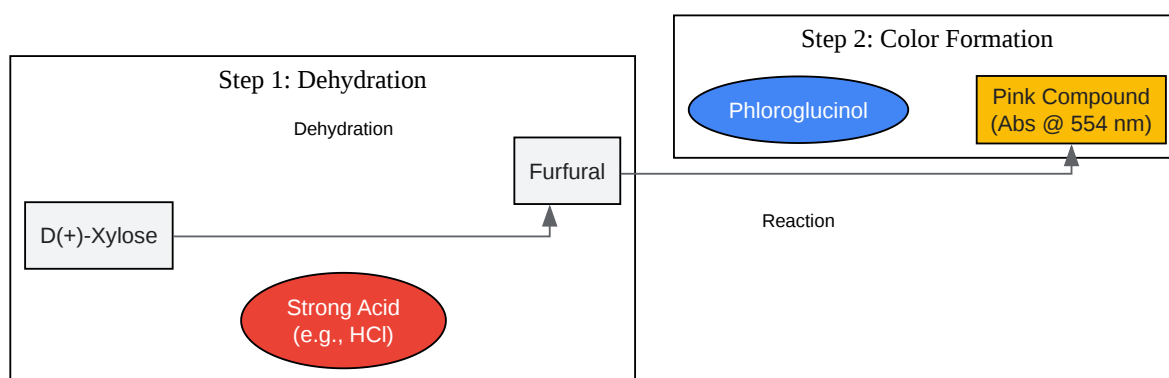 Step 1: Dehydration
Dehydration
D(+)-Xylose
Furfural
Strong Acid
(e.g., HCl)
Step 2: Color Formation
Phloroglucinol
Pink Compound
(Abs @ 554 nm)
Reaction